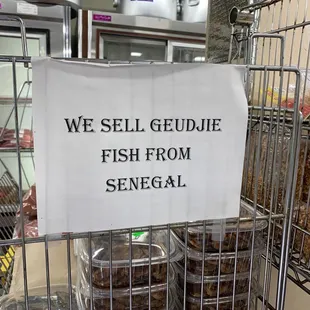 WE SELL GEUDJIE
FISH FROM
SENEGAL